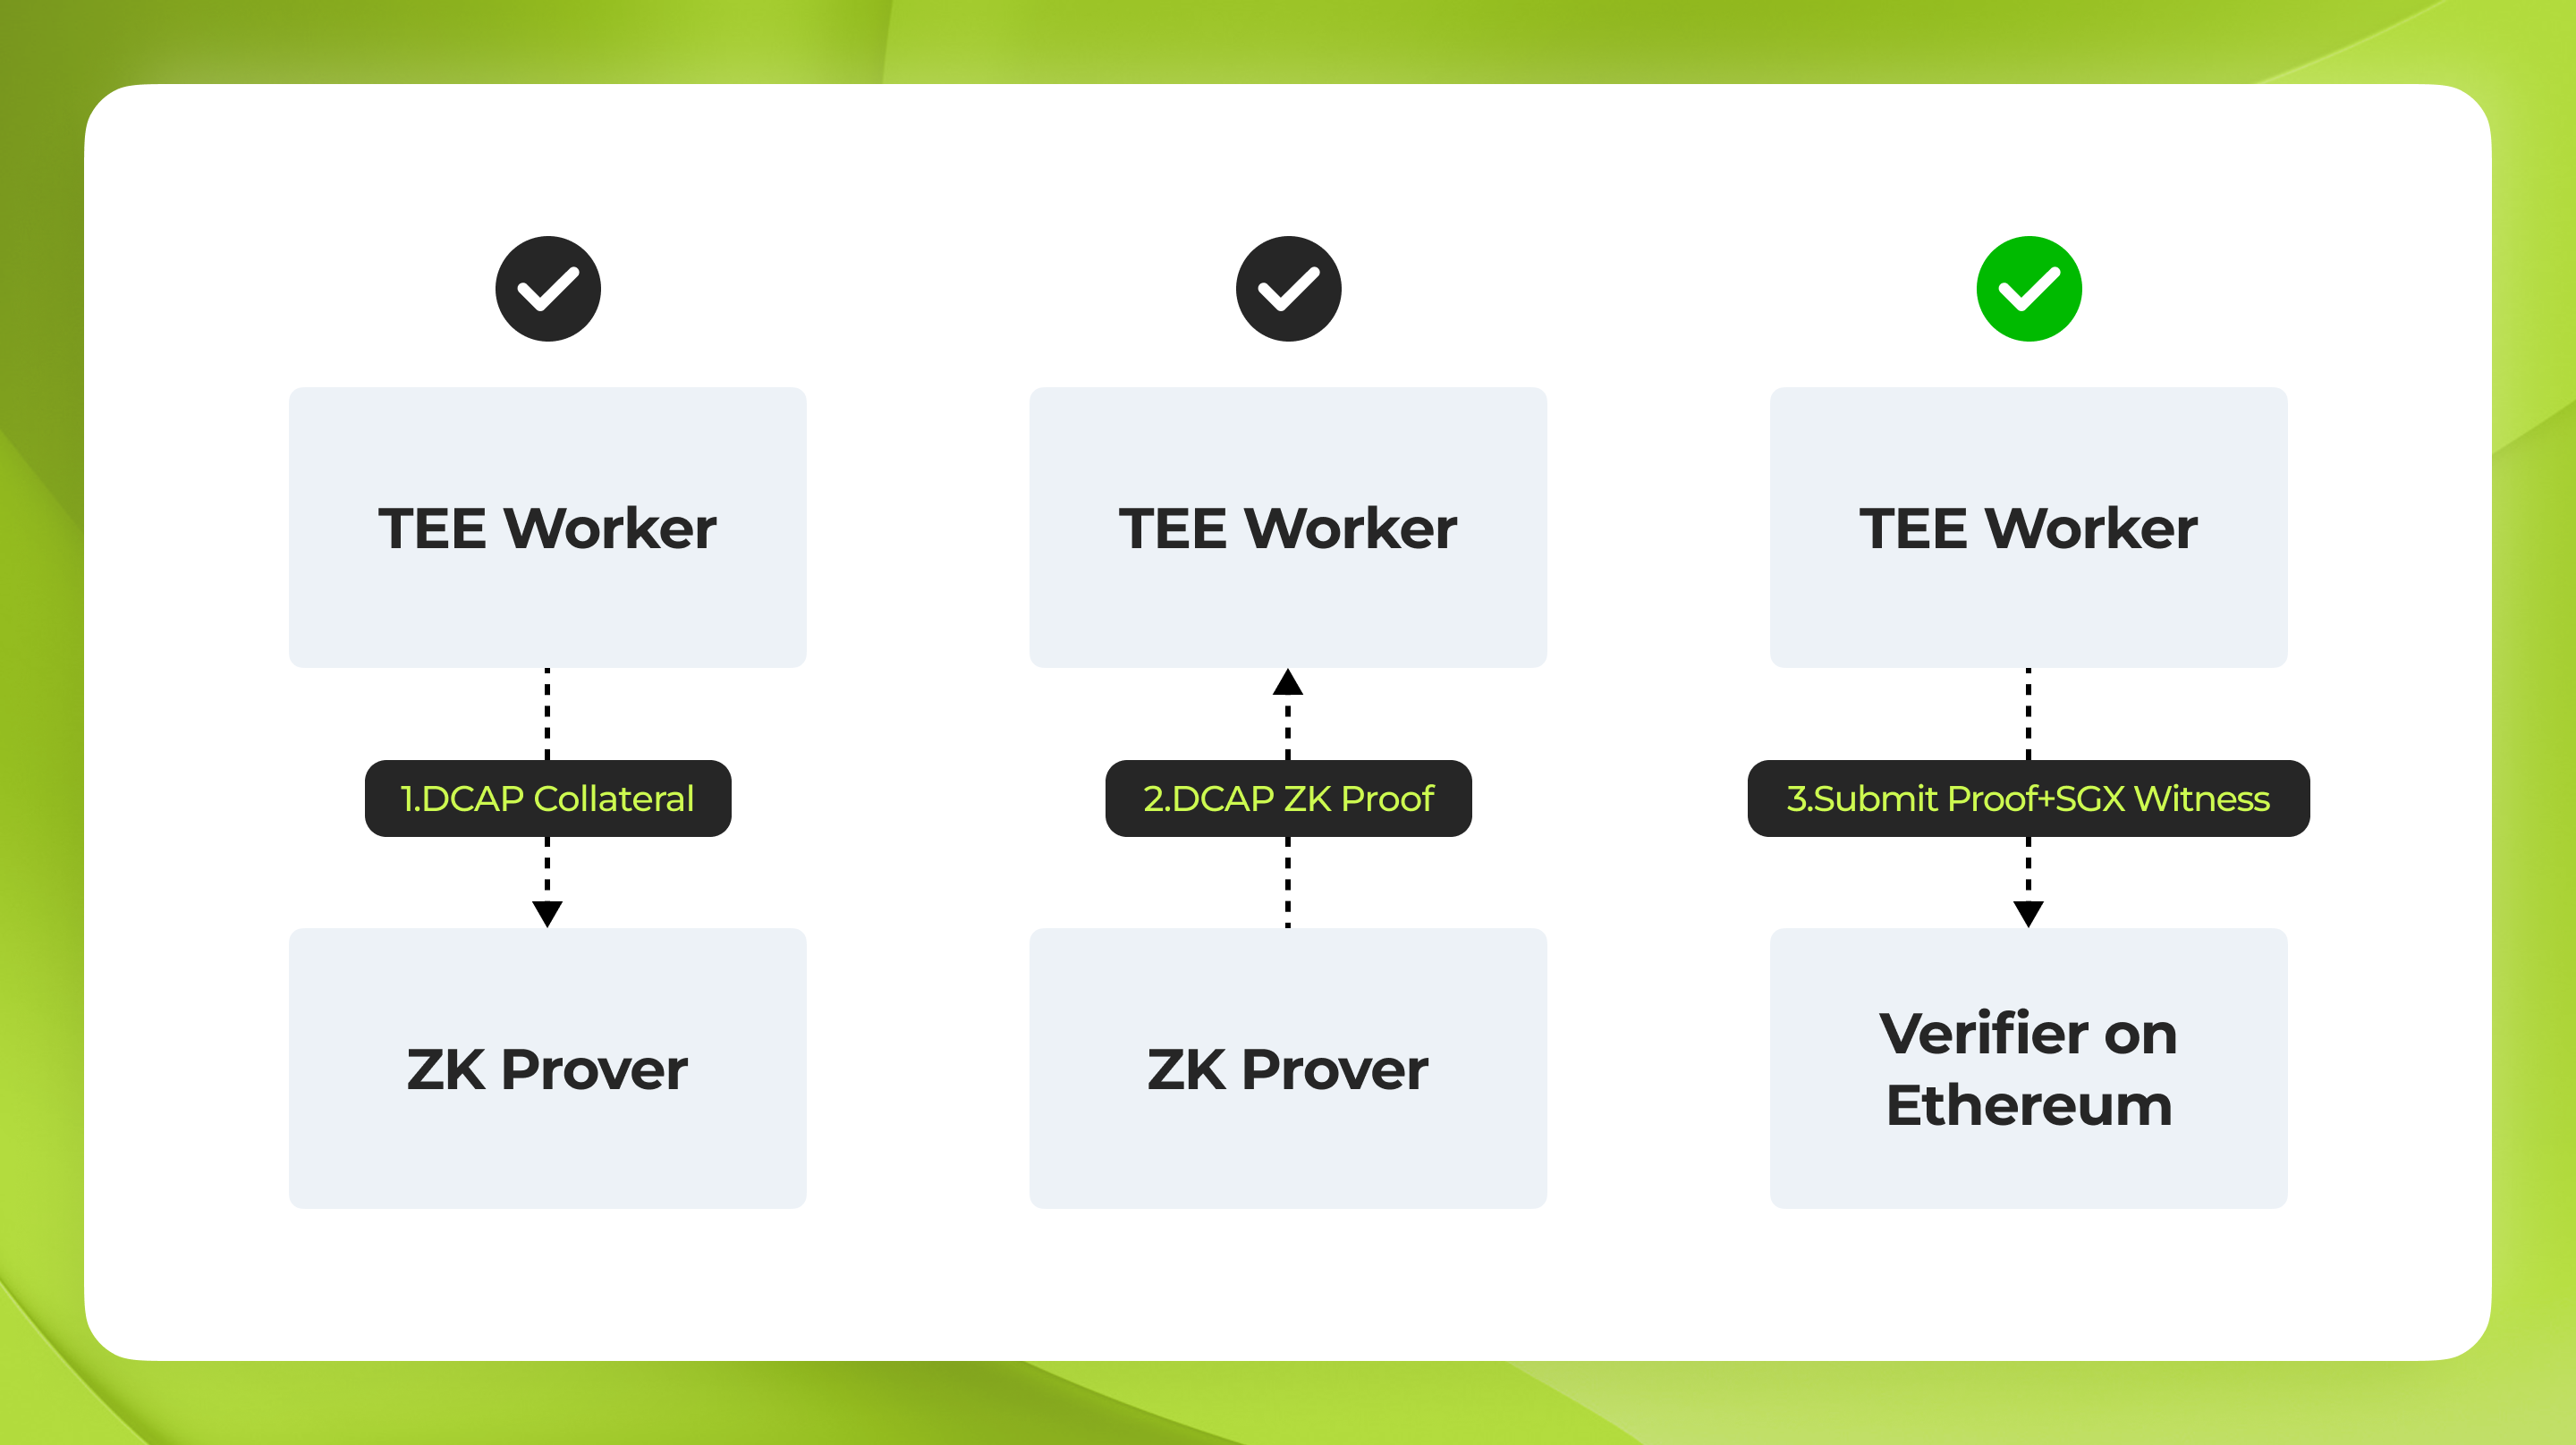 TEE Worker
1.DCAP Collateral
ZK Prover
TEE Worker
2.DCAP ZK Proof
ZK Prover
TEE Worker
3.Submit Proof+SGX Witness
Verifier on
Ethereum